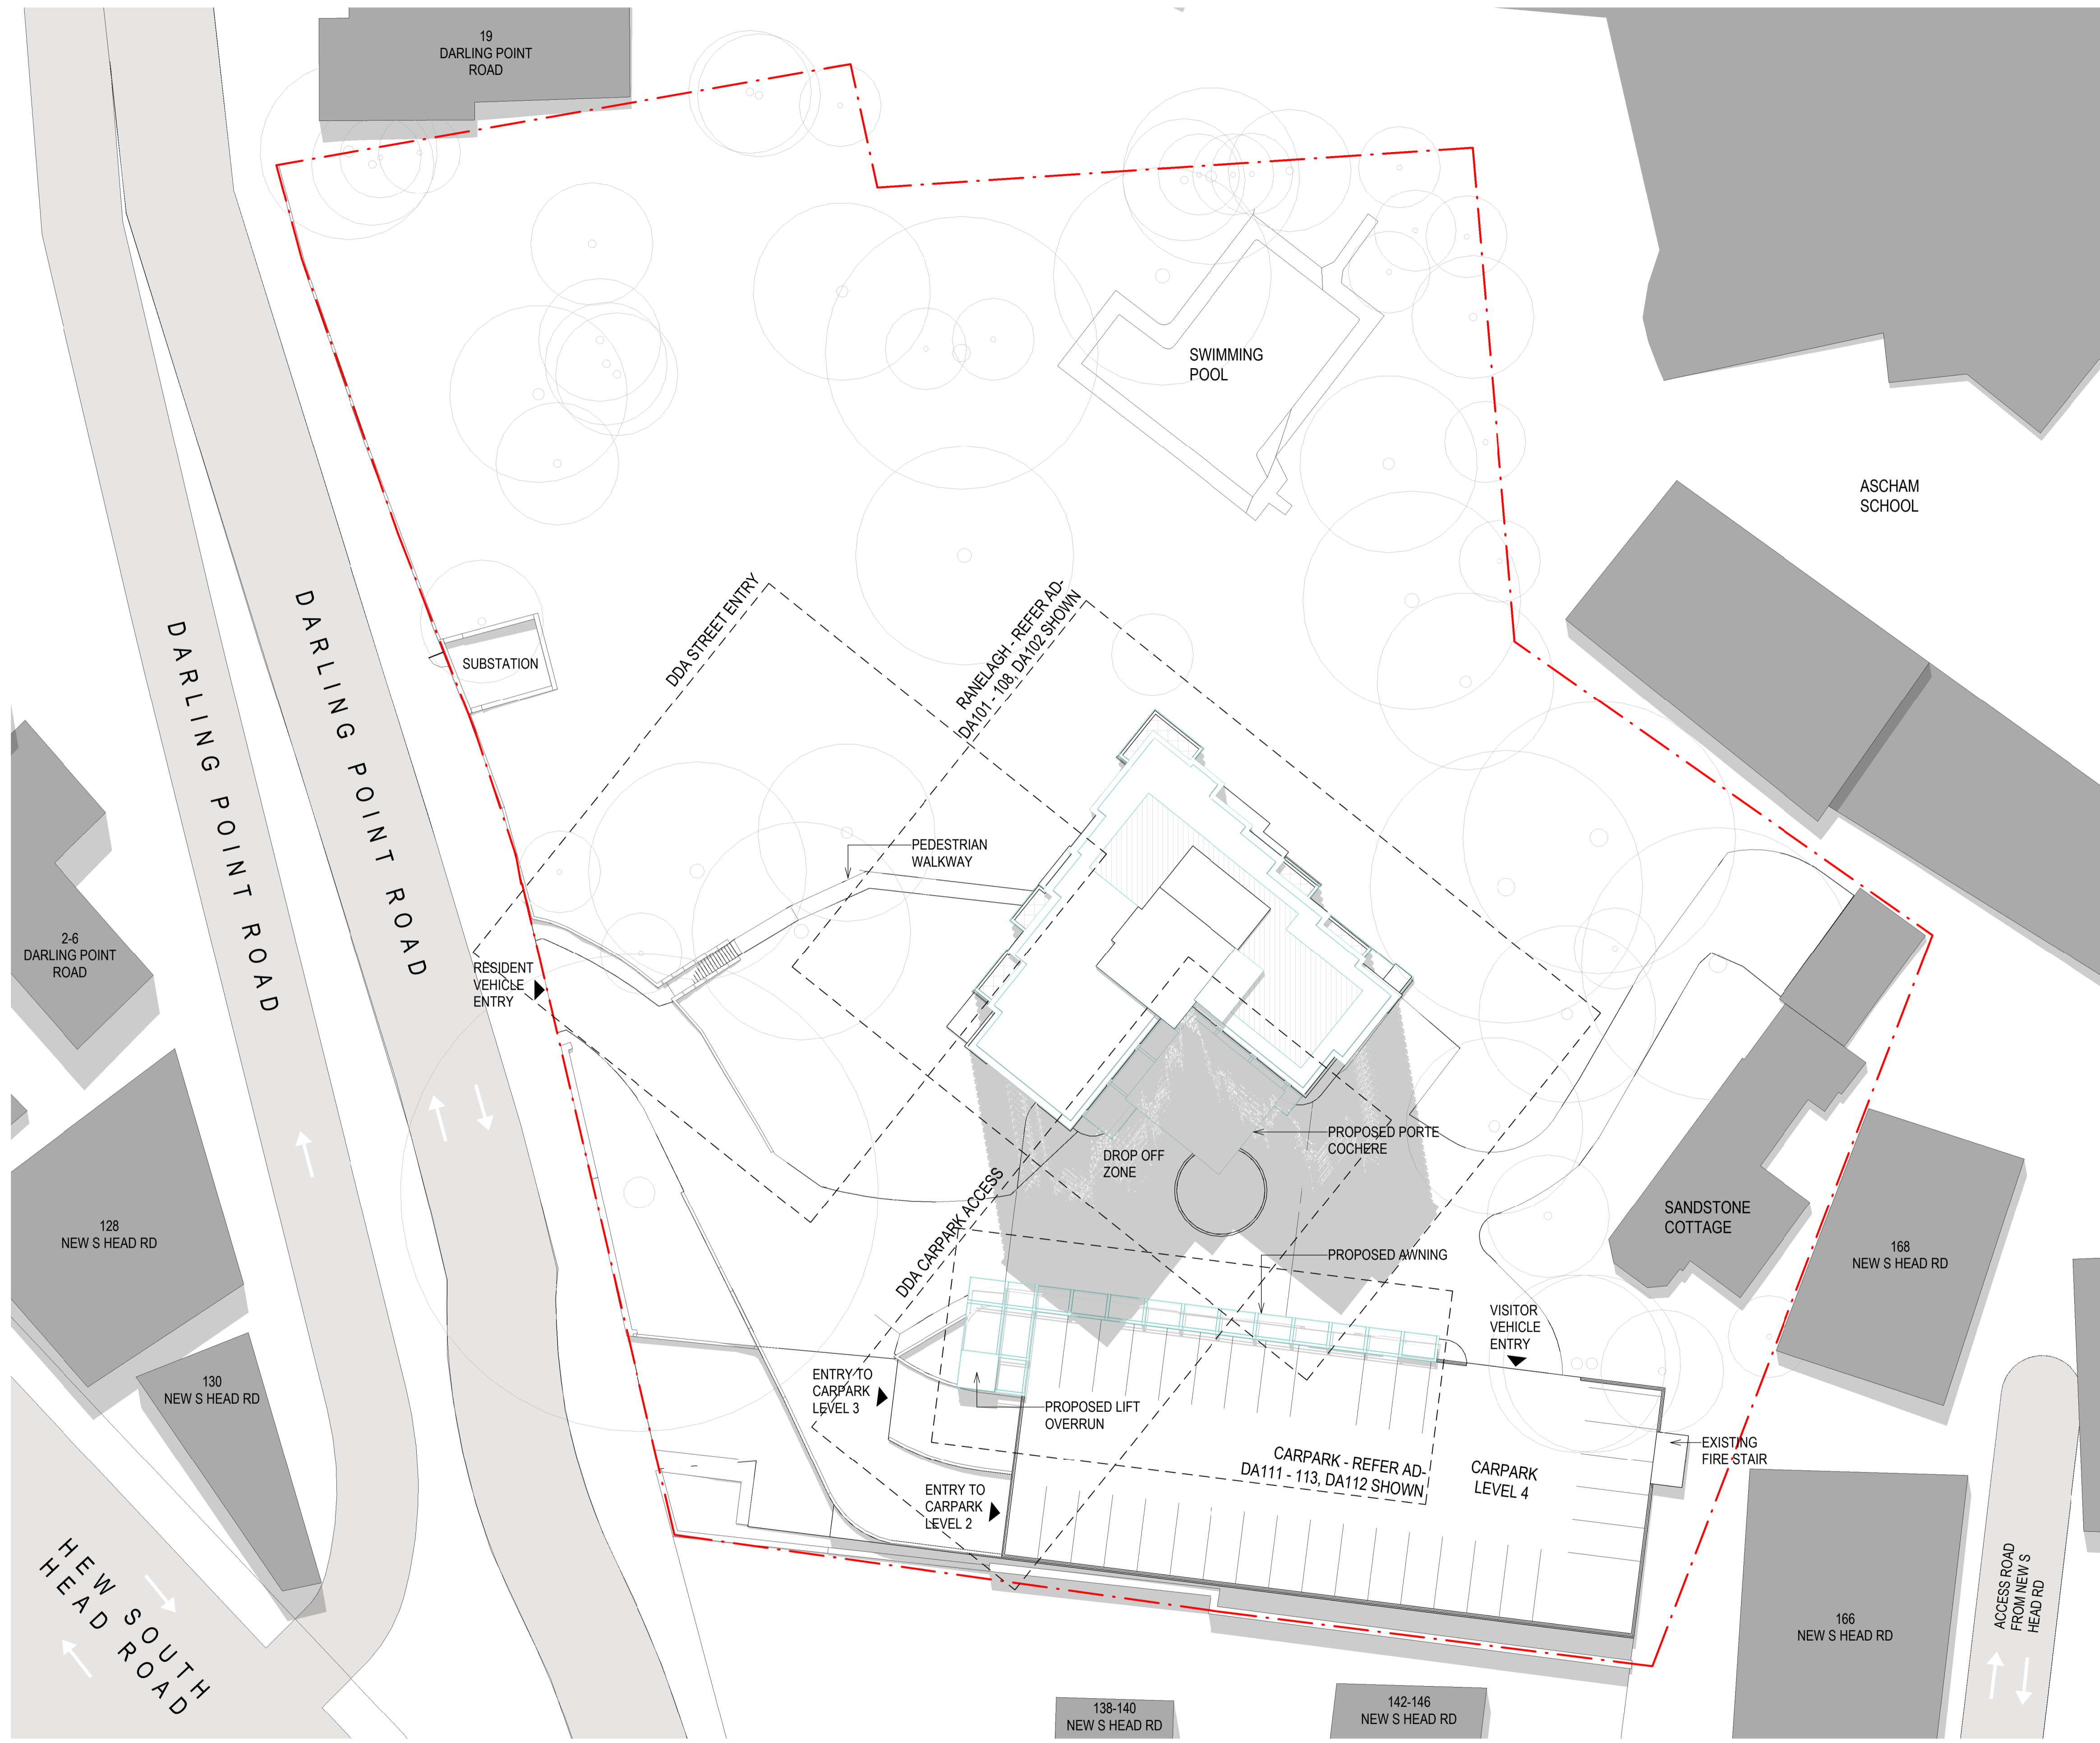 19
DARLING POINT
ROAD
SWIMMING
POOL
ASCHAM
SCHOOL
DARLING POINT ROAD
DARLING POINT ROAD
SUBSTATION
DDA STREET ENTRY
RANELAGH - REFER AD-
DA101 - 108, DA102 SHOWN
PEDESTRIAN
WALKWAY
2-6
DARLING POINT
ROAD
RESIDENT
VEHICLE
ENTRY
PROPOSED PORTE
COCHERE
DROP OFF
ZONE
DDA CARPARK ACCESS
SANDSTONE
COTTAGE
128
NEW S HEAD RD
168
NEW S HEAD RD
PROPOSED AWNING
VISITOR
VEHICLE
ENTRY
130
NEW S HEAD RD
ENTRY TO
CARPARK
LEVEL 3
PROPOSED LIFT
OVERRUN
EXISTING
FIRE STAIR
CARPARK - REFER AD-
DA111 - 113, DA112 SHOWN
CARPARK
LEVEL 4
ENTRY TO
CARPARK
LEVEL 2
HEW SOUTH
HEAD ROAD
ACCESS ROAD
FROM NEW S
HEAD RD
166
NEW S HEAD RD
138-140
NEW S HEAD RD
142-146
NEW S HEAD RD